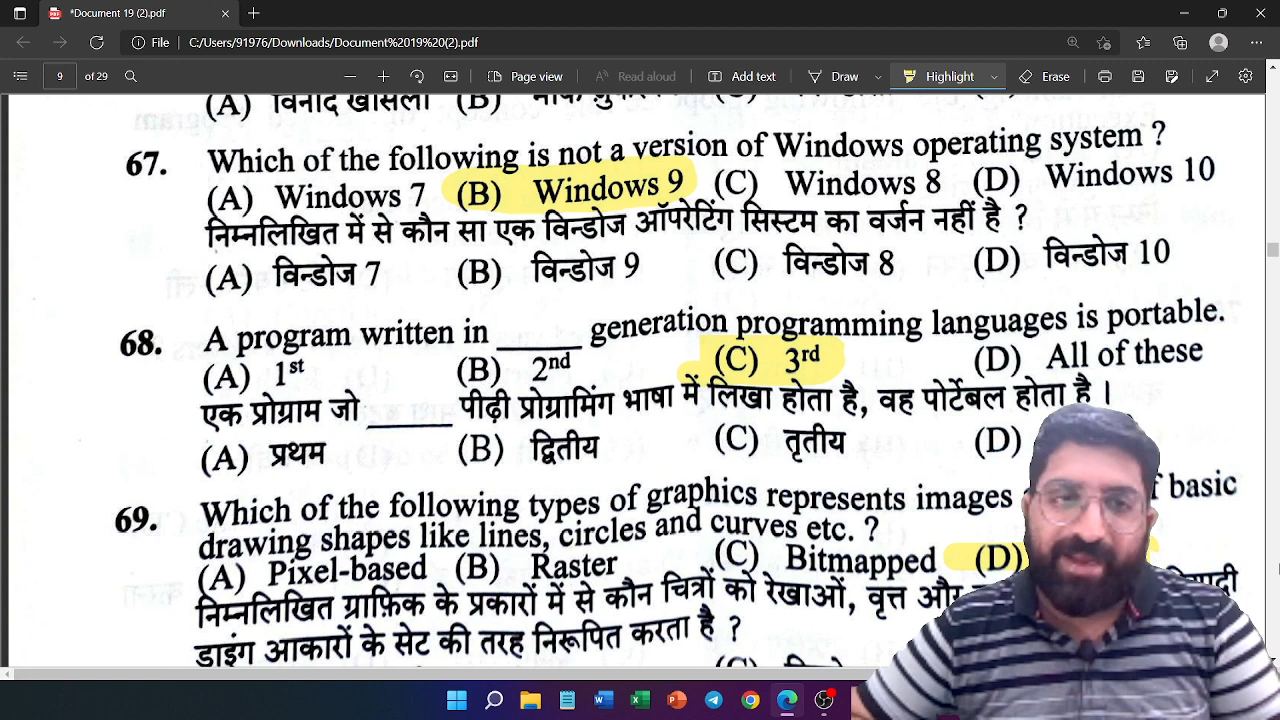 *Document 19 (2).pdf
File C:/Users/91976/Downloads/Document%2019%20(2).pdf
9 of 29 Page view Read aloud Add text Draw Highlight Erase
(A) विनोद खोसला (B)
67. Which of the following is not a version of Windows operating system ?
(A) Windows 7 (B) Windows 9 (C) Windows 8 (D) Windows 10
निम्नलिखित में से कौन सा एक विन्डोज ऑपरेटिंग सिस्टम का वर्जन नहीं है ?
(A) विन्डोज 7 (B) विन्डोज 9 (C) विन्डोज 8 (D) विन्डोज 10
68. A program written in ______ generation programming languages is portable.
(A) 1st (B) 2nd (C) 3rd (D) All of these
एक प्रोग्राम जो ______ पीढ़ी प्रोग्रामिंग भाषा में लिखा होता है, वह पोर्टेबल होता है ।
(A) प्रथम (B) द्वितीय (C) तृतीय (D)
69. Which of the following types of graphics represents images of basic
drawing shapes like lines, circles and curves etc. ?
(A) Pixel-based (B) Raster (C) Bitmapped (D)
निम्नलिखित ग्राफ़िक के प्रकारों में से कौन चित्रों को रेखाओं, वृत्त और
ड्राइंग आकारों के सेट की तरह निरूपित करता है ?
(C)